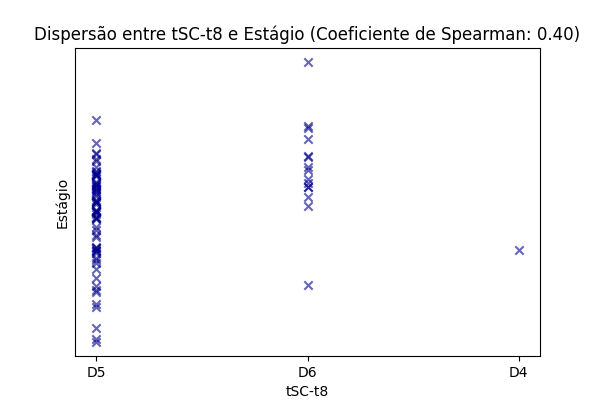 Dispersão entre tSC-t8 e Estágio (Coeficiente de Spearman: 0.40)
Estágio
D5 D6 D4
tSC-t8